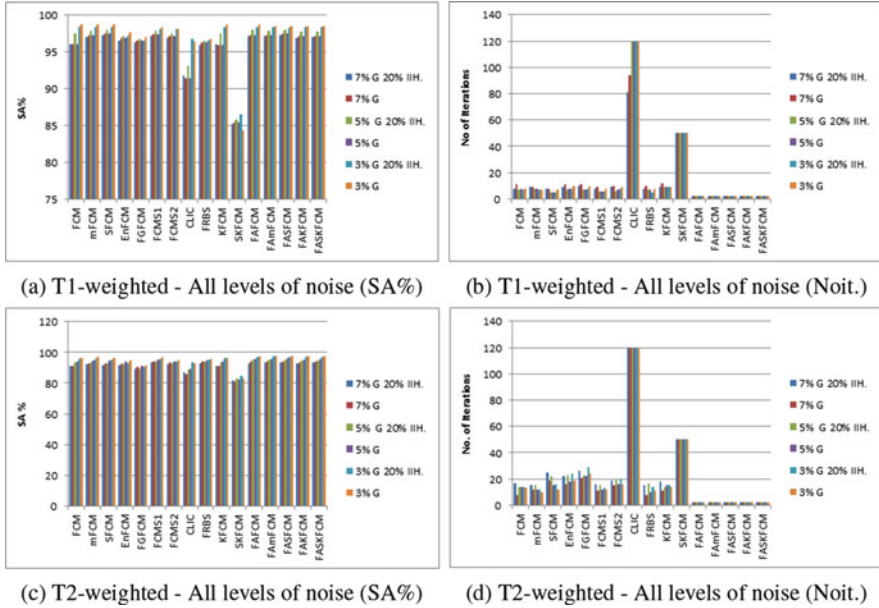 100
95
90
85
80
75
SA%
FCM
mFCM
SFCM
EnFCM
FGFCM
FCMS1
FCMS2
CLIC
FRBS
KFCM
SKFCM
FAFCM
FAmFCM
FASFCM
FAKFCM
FASKFCM
7% G 20% IIH.
7% G
5% G 20% IIH.
5% G
3% G 20% IIH.
3% G
(a) T1-weighted - All levels of noise (SA%)
140
120
100
80
60
40
20
0
No of Iterations
FCM
mFCM
SFCM
EnFCM
FGFCM
FCMS1
FCMS2
CLIC
FRBS
KFCM
SKFCM
FAFCM
FAmFCM
FASFCM
FAKFCM
FASKFCM
7% G 20% IIH.
7% G
5% G 20% IIH.
5% G
3% G 20% IIH.
3% G
(b) T1-weighted - All levels of noise (Noit.)
120
100
80
60
40
20
0
SA %
FCM
mFCM
SFCM
EnFCM
FGFCM
FCMS1
FCMS2
CLIC
FRBS
KFCM
SKFCM
FAFCM
FAmFCM
FASFCM
FAKFCM
FASKFCM
7% G 20% IIH.
7% G
5% G 20% IIH.
5% G
3% G 20% IIH.
3% G
(c) T2-weighted - All levels of noise (SA%)
140
120
100
80
60
40
20
0
No. of Iterations
FCM
mFCM
SFCM
EnFCM
FGFCM
FCMS1
FCMS2
CLIC
FRBS
KFCM
SKFCM
FAFCM
FAmFCM
FASFCM
FAKFCM
FASKFCM
7% G 20% IIH.
7% G
5% G 20% IIH.
5% G
3% G 20% IIH.
3% G
(d) T2-weighted - All levels of noise (Noit.)